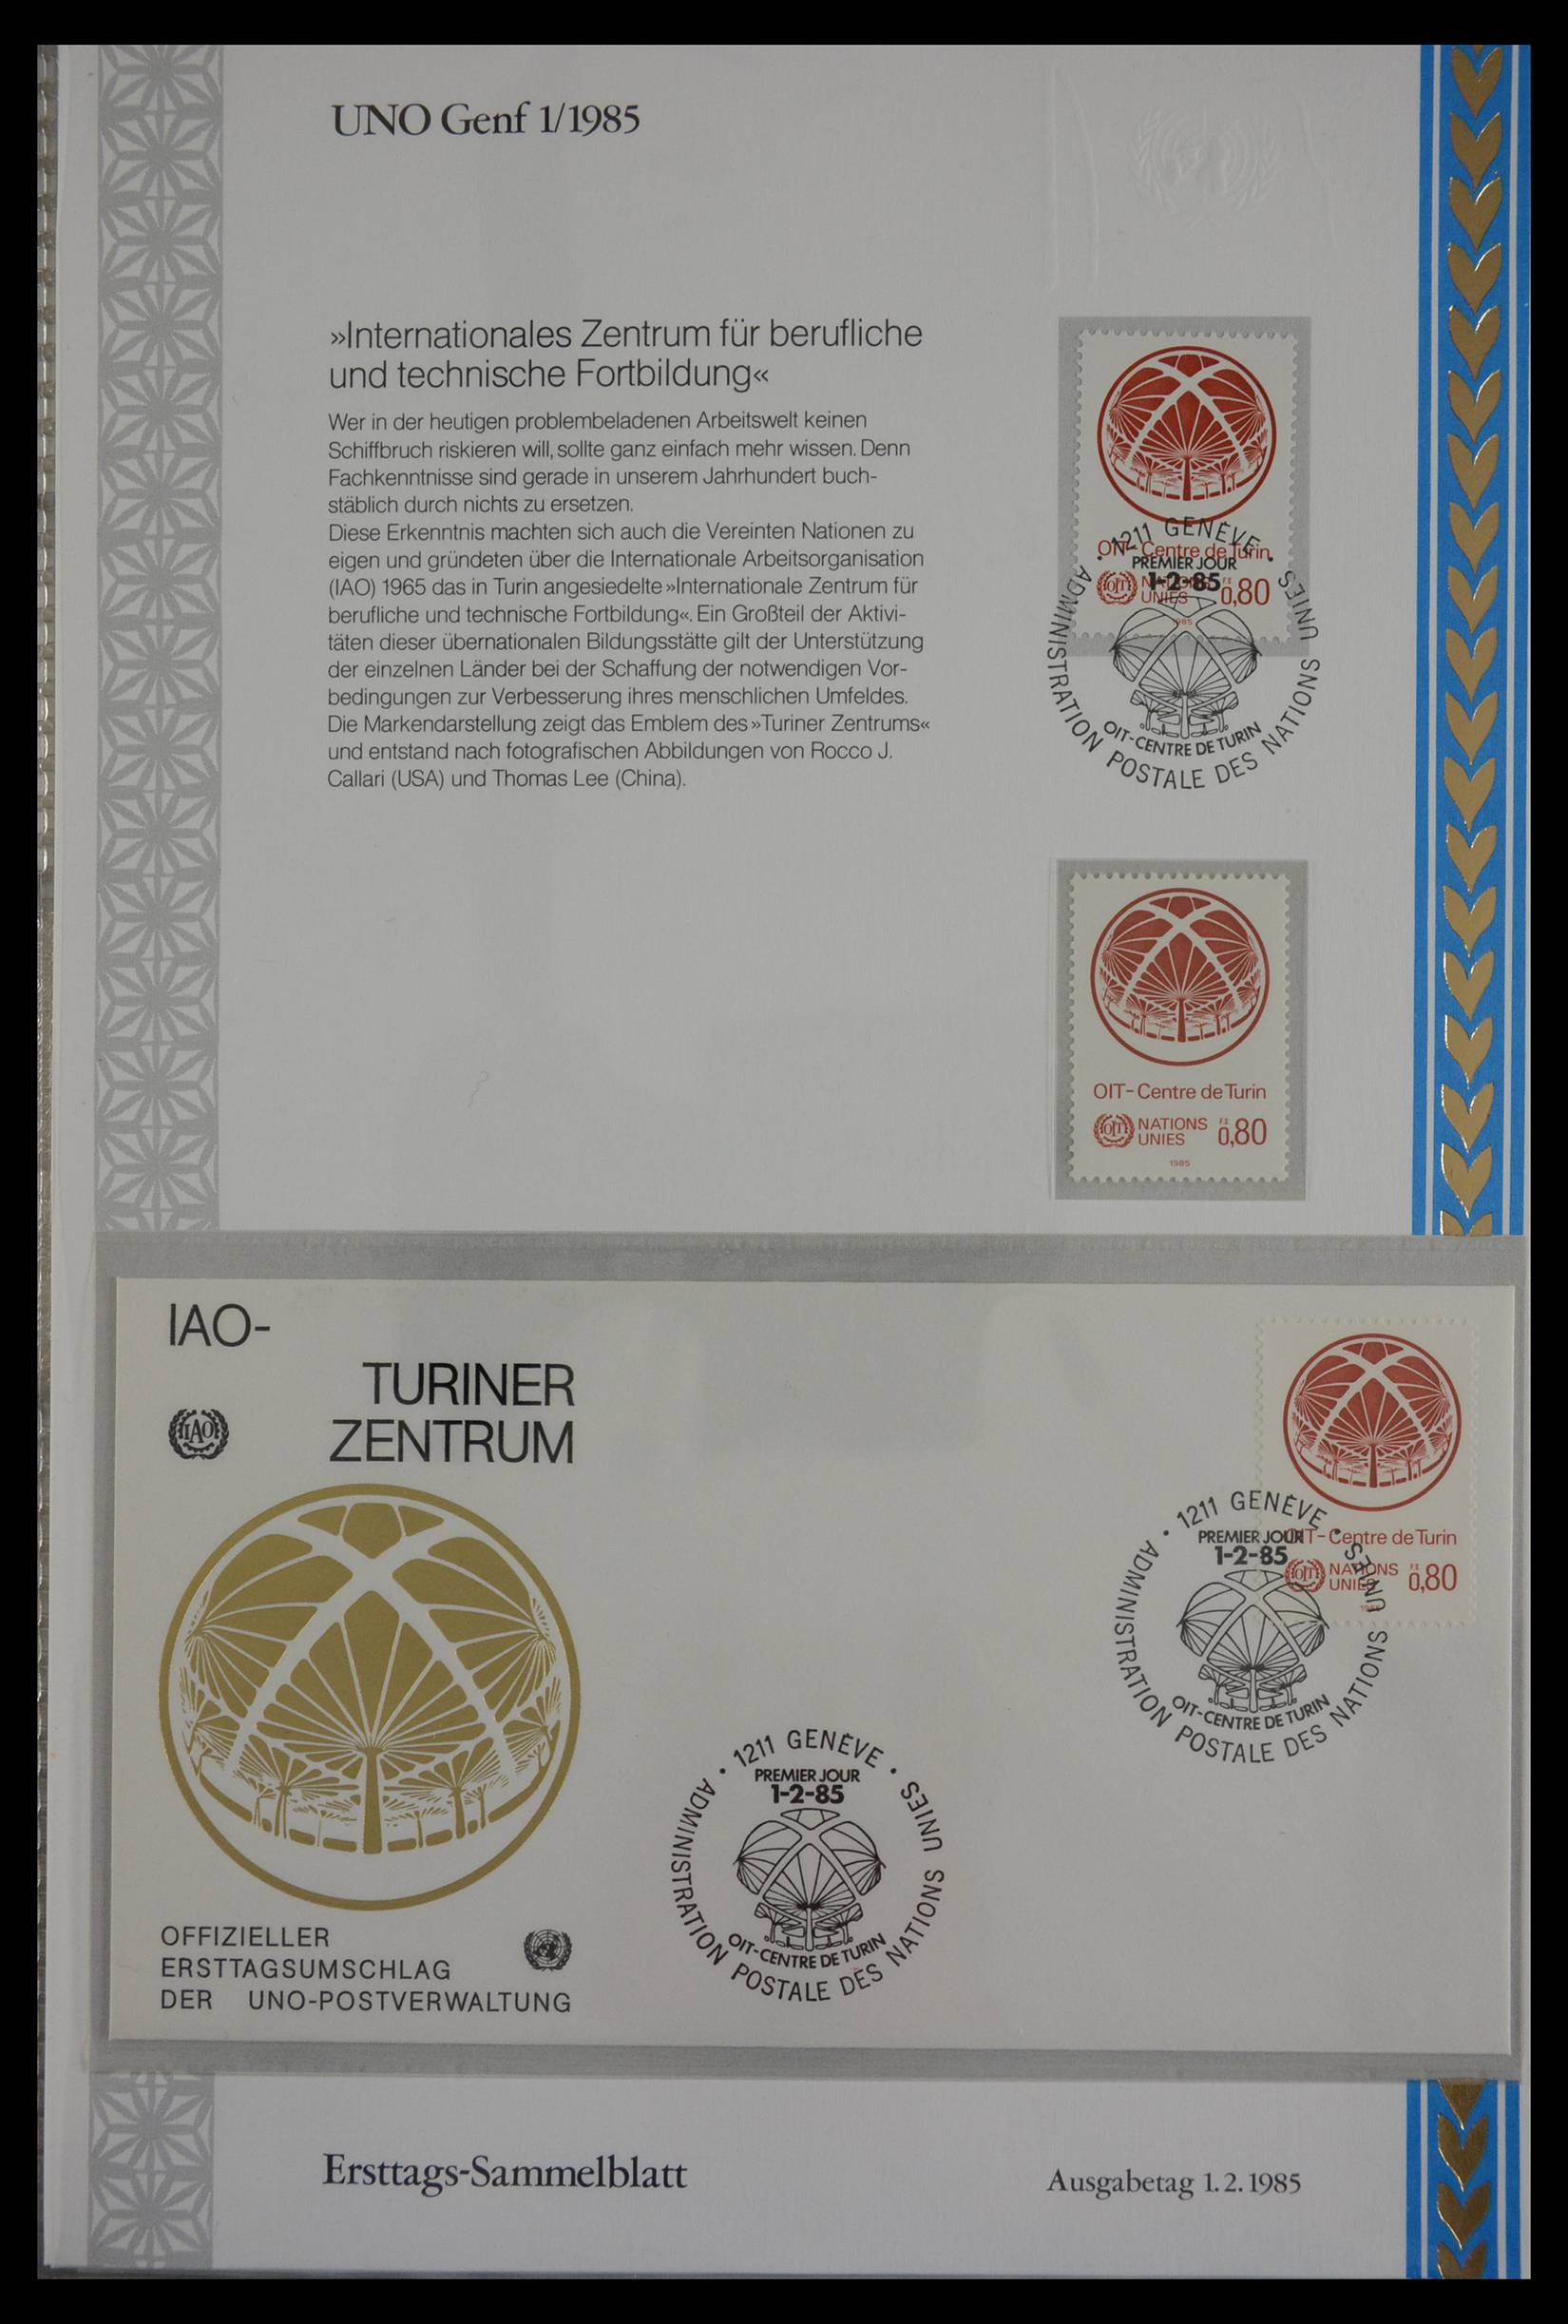 UNO Genf 1/1985
»Internationales Zentrum für berufliche
und technische Fortbildung«
Wer in der heutigen problembeladenen Arbeitswelt keinen
Schiffbruch riskieren will, sollte ganz einfach mehr wissen. Denn
Fachkenntnisse sind gerade in unserem Jahrhundert buch-
stäblich durch nichts zu ersetzen.
Diese Erkenntnis machten sich auch die Vereinten Nationen zu
eigen und gründeten über die Internationale Arbeitsorganisation
(IAO) 1965 das in Turin angesiedelte »Internationale Zentrum für
berufliche und technische Fortbildung«. Ein Großteil der Aktivi-
täten dieser übernationalen Bildungsstätte gilt der Unterstützung
der einzelnen Länder bei der Schaffung der notwendigen Vor-
bedingungen zur Verbesserung ihres menschlichen Umfeldes.
Die Markendarstellung zeigt das Emblem des »Turiner Zentrums«
und entstand nach fotografischen Abbildungen von Rocco J.
Callari (USA) und Thomas Lee (China).
OIT-Centre de Turin
OIT
NATIONS
UNIES
F.S.
0,80
1985
1211 GENÈVE
PREMIER JOUR
1-2-85
OIT-CENTRE DE TURIN
ADMINISTRATION POSTALE DES NATIONS UNIES
OIT-Centre de Turin
OIT
NATIONS
UNIES
F.S.
0,80
1985
IAO-
TURINER
ZENTRUM
IAO
OFFIZIELLER
ERSTTAGSUMSCHLAG
DER UNO-POSTVERWALTUNG
1211 GENÈVE
PREMIER JOUR
1-2-85
OIT-CENTRE DE TURIN
ADMINISTRATION POSTALE DES NATIONS UNIES
OIT-Centre de Turin
OIT
NATIONS
UNIES
F.S.
0,80
1985
1211 GENÈVE
PREMIER JOUR
1-2-85
OIT-CENTRE DE TURIN
ADMINISTRATION POSTALE DES NATIONS UNIES
Ersttags-Sammelblatt
Ausgabetag 1. 2. 1985